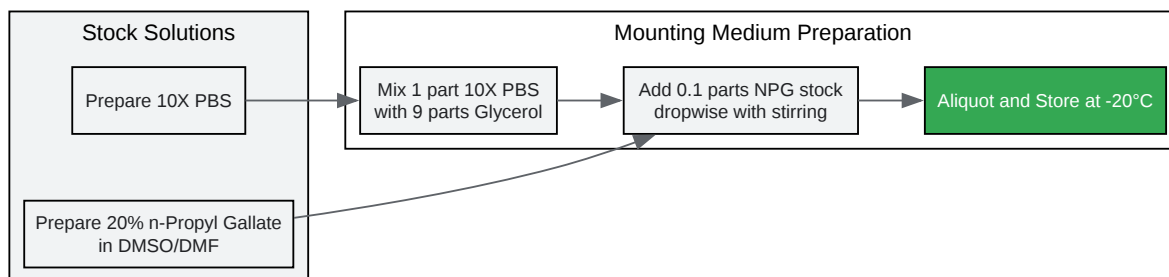 Stock Solutions
Prepare 10X PBS
Prepare 20% n-Propyl Gallate
in DMSO/DMF
Mounting Medium Preparation
Mix 1 part 10X PBS
with 9 parts Glycerol
Add 0.1 parts NPG stock
dropwise with stirring
Aliquot and Store at -20°C